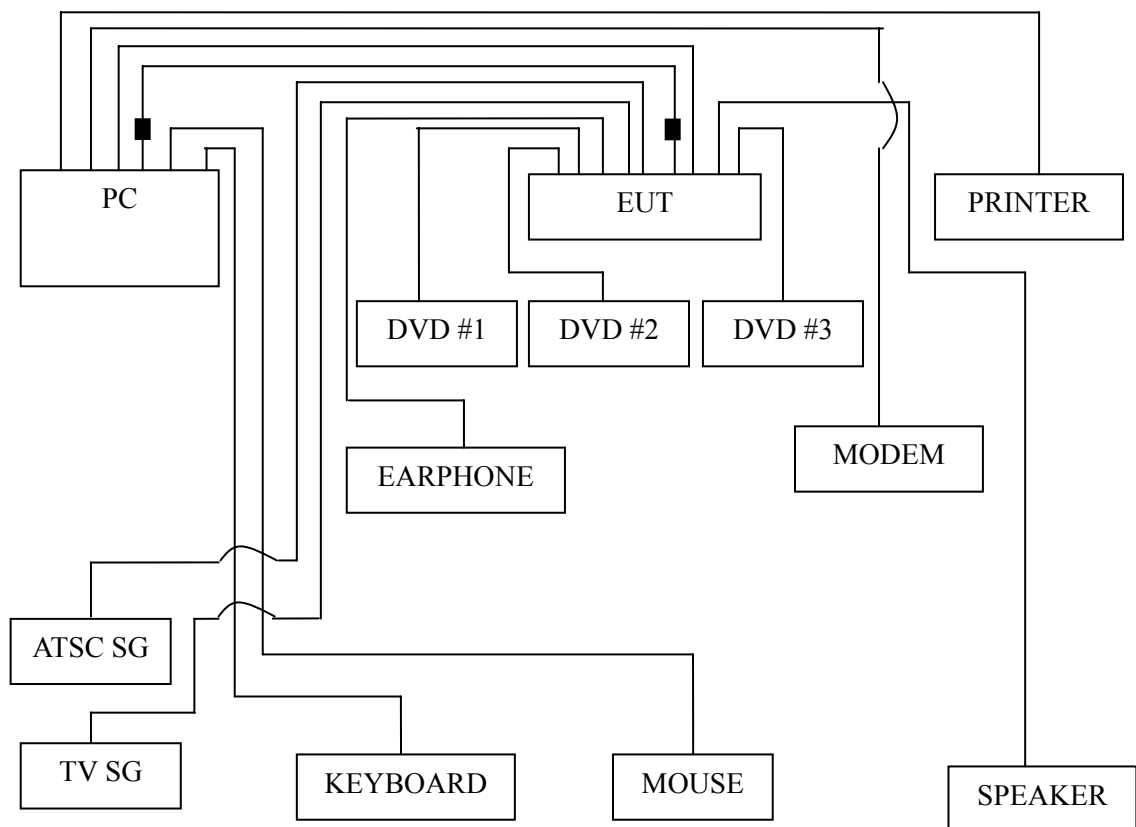 PC
EUT
PRINTER
DVD #1
DVD #2
DVD #3
MODEM
EARPHONE
ATSC SG
TV SG
KEYBOARD
MOUSE
SPEAKER